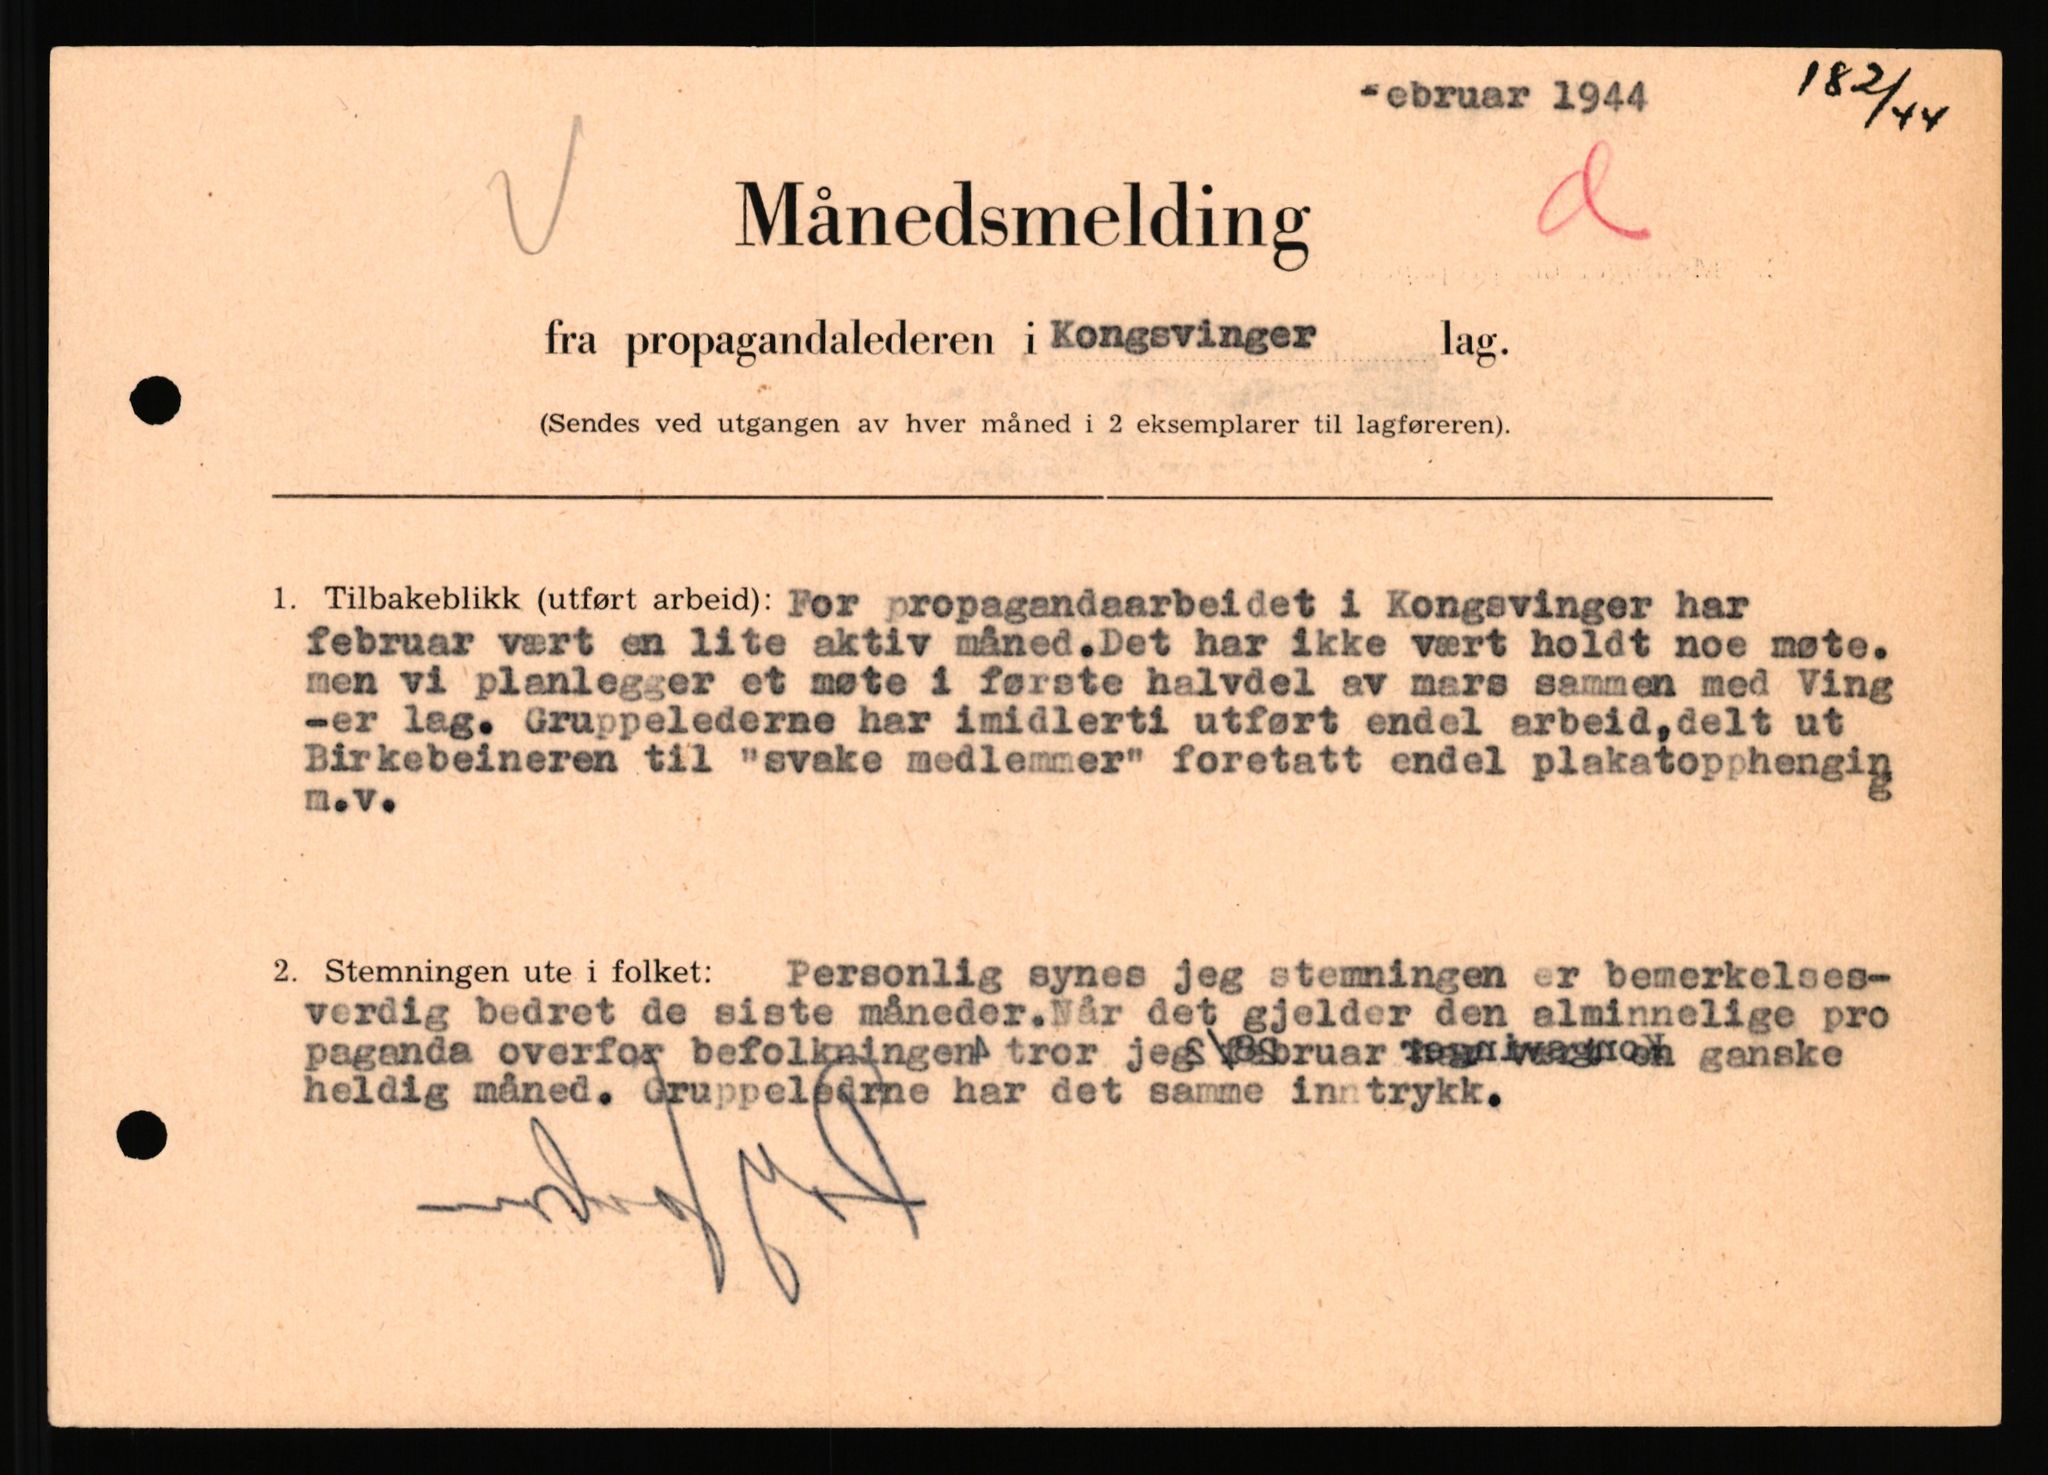 -ebruar 1944
182/44
d
Månedsmelding
fra propagandalederen i Kongsvinger lag.
(Sendes ved utgangen av hver måned i 2 eksemplarer til lagføreren).
1. Tilbakeblikk (utført arbeid): For propagandaarbeidet i Kongsvinger har
februar vært en lite aktiv måned.Det har ikke vært holdt noe møte.
men vi planlegger et møte i første halvdel av mars sammen med Ving
-er lag. Gruppelederne har imidlerti utført endel arbeid,delt ut
Birkebeineren til "svake medlemmer" foretatt endel plakatopphenging
m.v.
2. Stemningen ute i folket: Personlig synes jeg stemningen er bemerkelses-
verdig bedret de siste måneder.Når det gjelder den alminnelige pro
paganda overfor befolkningen tror jeg februar har vært en ganske
heldig måned. Gruppeledrne har det samme inntrykk.